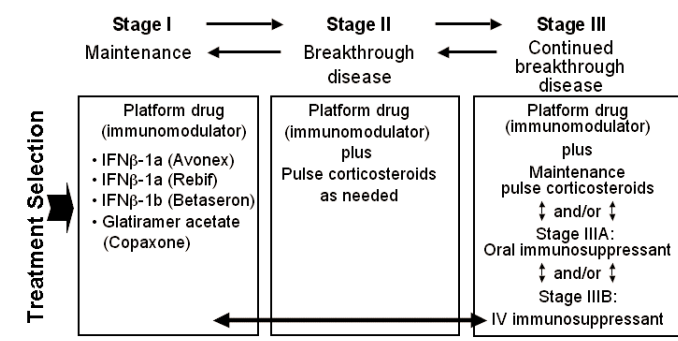 Stage I
Maintenance
Stage II
Breakthrough
disease
Stage III
Continued
breakthrough
disease
Treatment Selection
Platform drug
(immunomodulator)
• IFNβ-1a (Avonex)
• IFNβ-1a (Rebif)
• IFNβ-1b (Betaseron)
• Glatiramer acetate
(Copaxone)
Platform drug
(immunomodulator)
plus
Pulse corticosteroids
as needed
Platform drug
(immunomodulator)
plus
Maintenance
pulse corticosteroids
and/or
Stage IIIA:
Oral immunosuppressant
and/or
Stage IIIB:
IV immunosuppressant